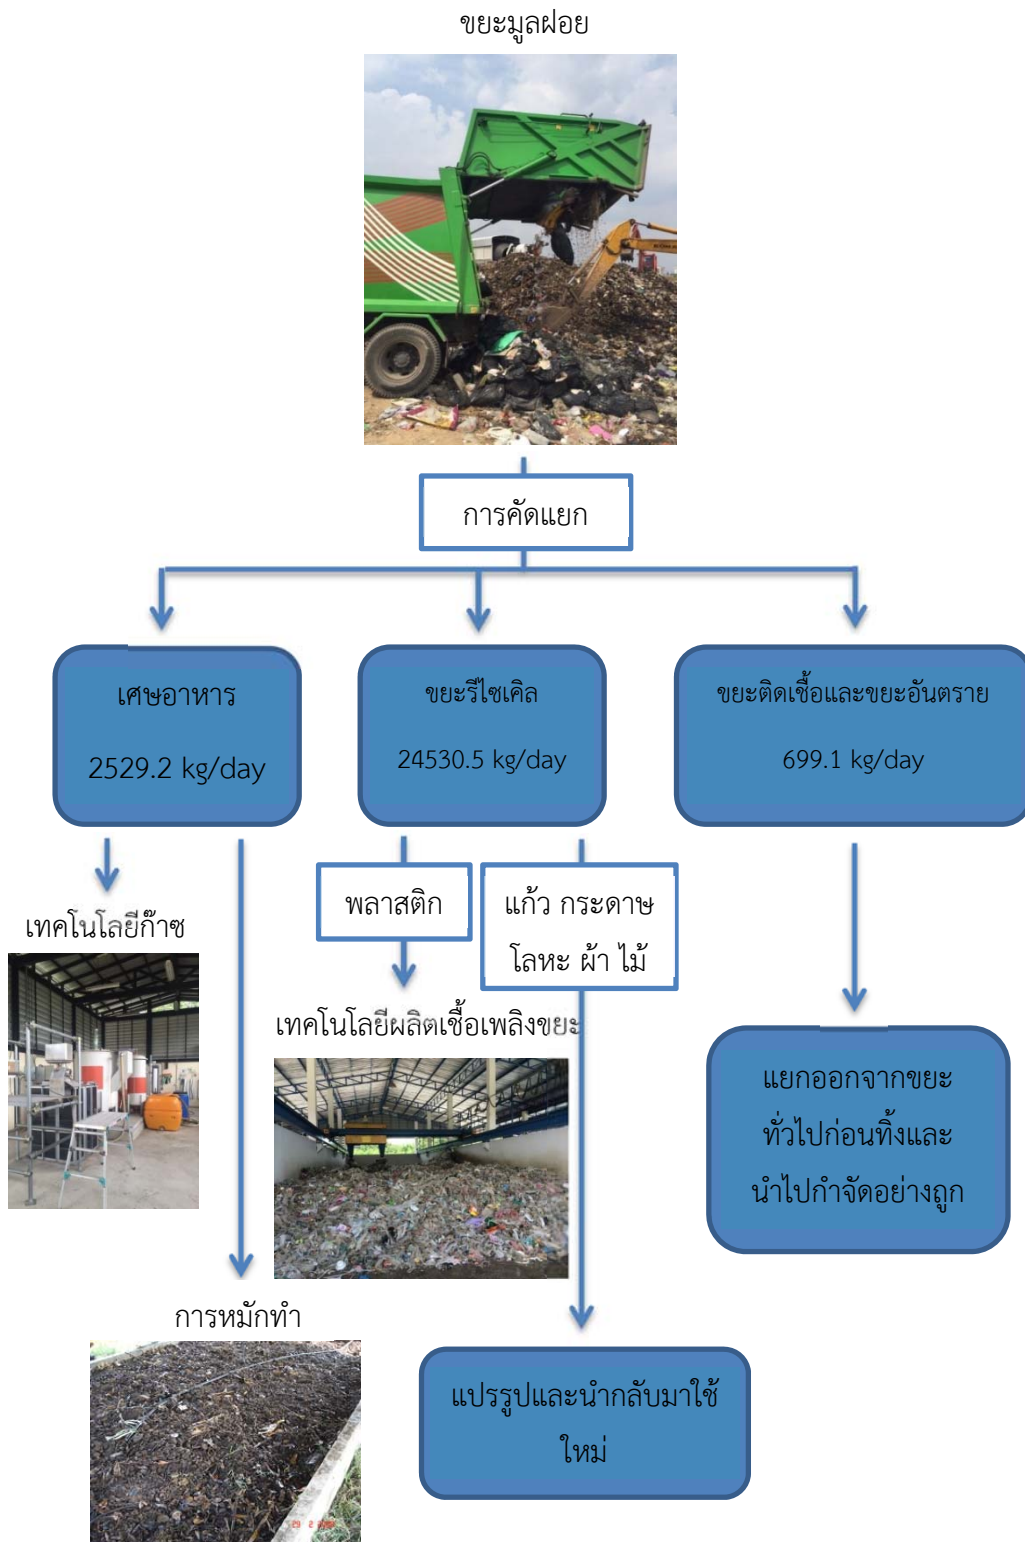 ขยะมูลฝอย
การคัดแยก
เศษอาหาร
2529.2 kg/day
ขยะรีไซเคิล
24530.5 kg/day
ขยะติดเชื้อและขยะอันตราย
699.1 kg/day
พลาสติก
แก้ว กระดาษ
โลหะ ผ้า ไม้
เทคโนโลยีก๊าซ
เทคโนโลยีผลิตเชื้อเพลิงขยะ
แยกออกจากขยะ
ทั่วไปก่อนทิ้งและ
นำไปกำจัดอย่างถูก
การหมักทำ
แปรรูปและนำกลับมาใช้
ใหม่